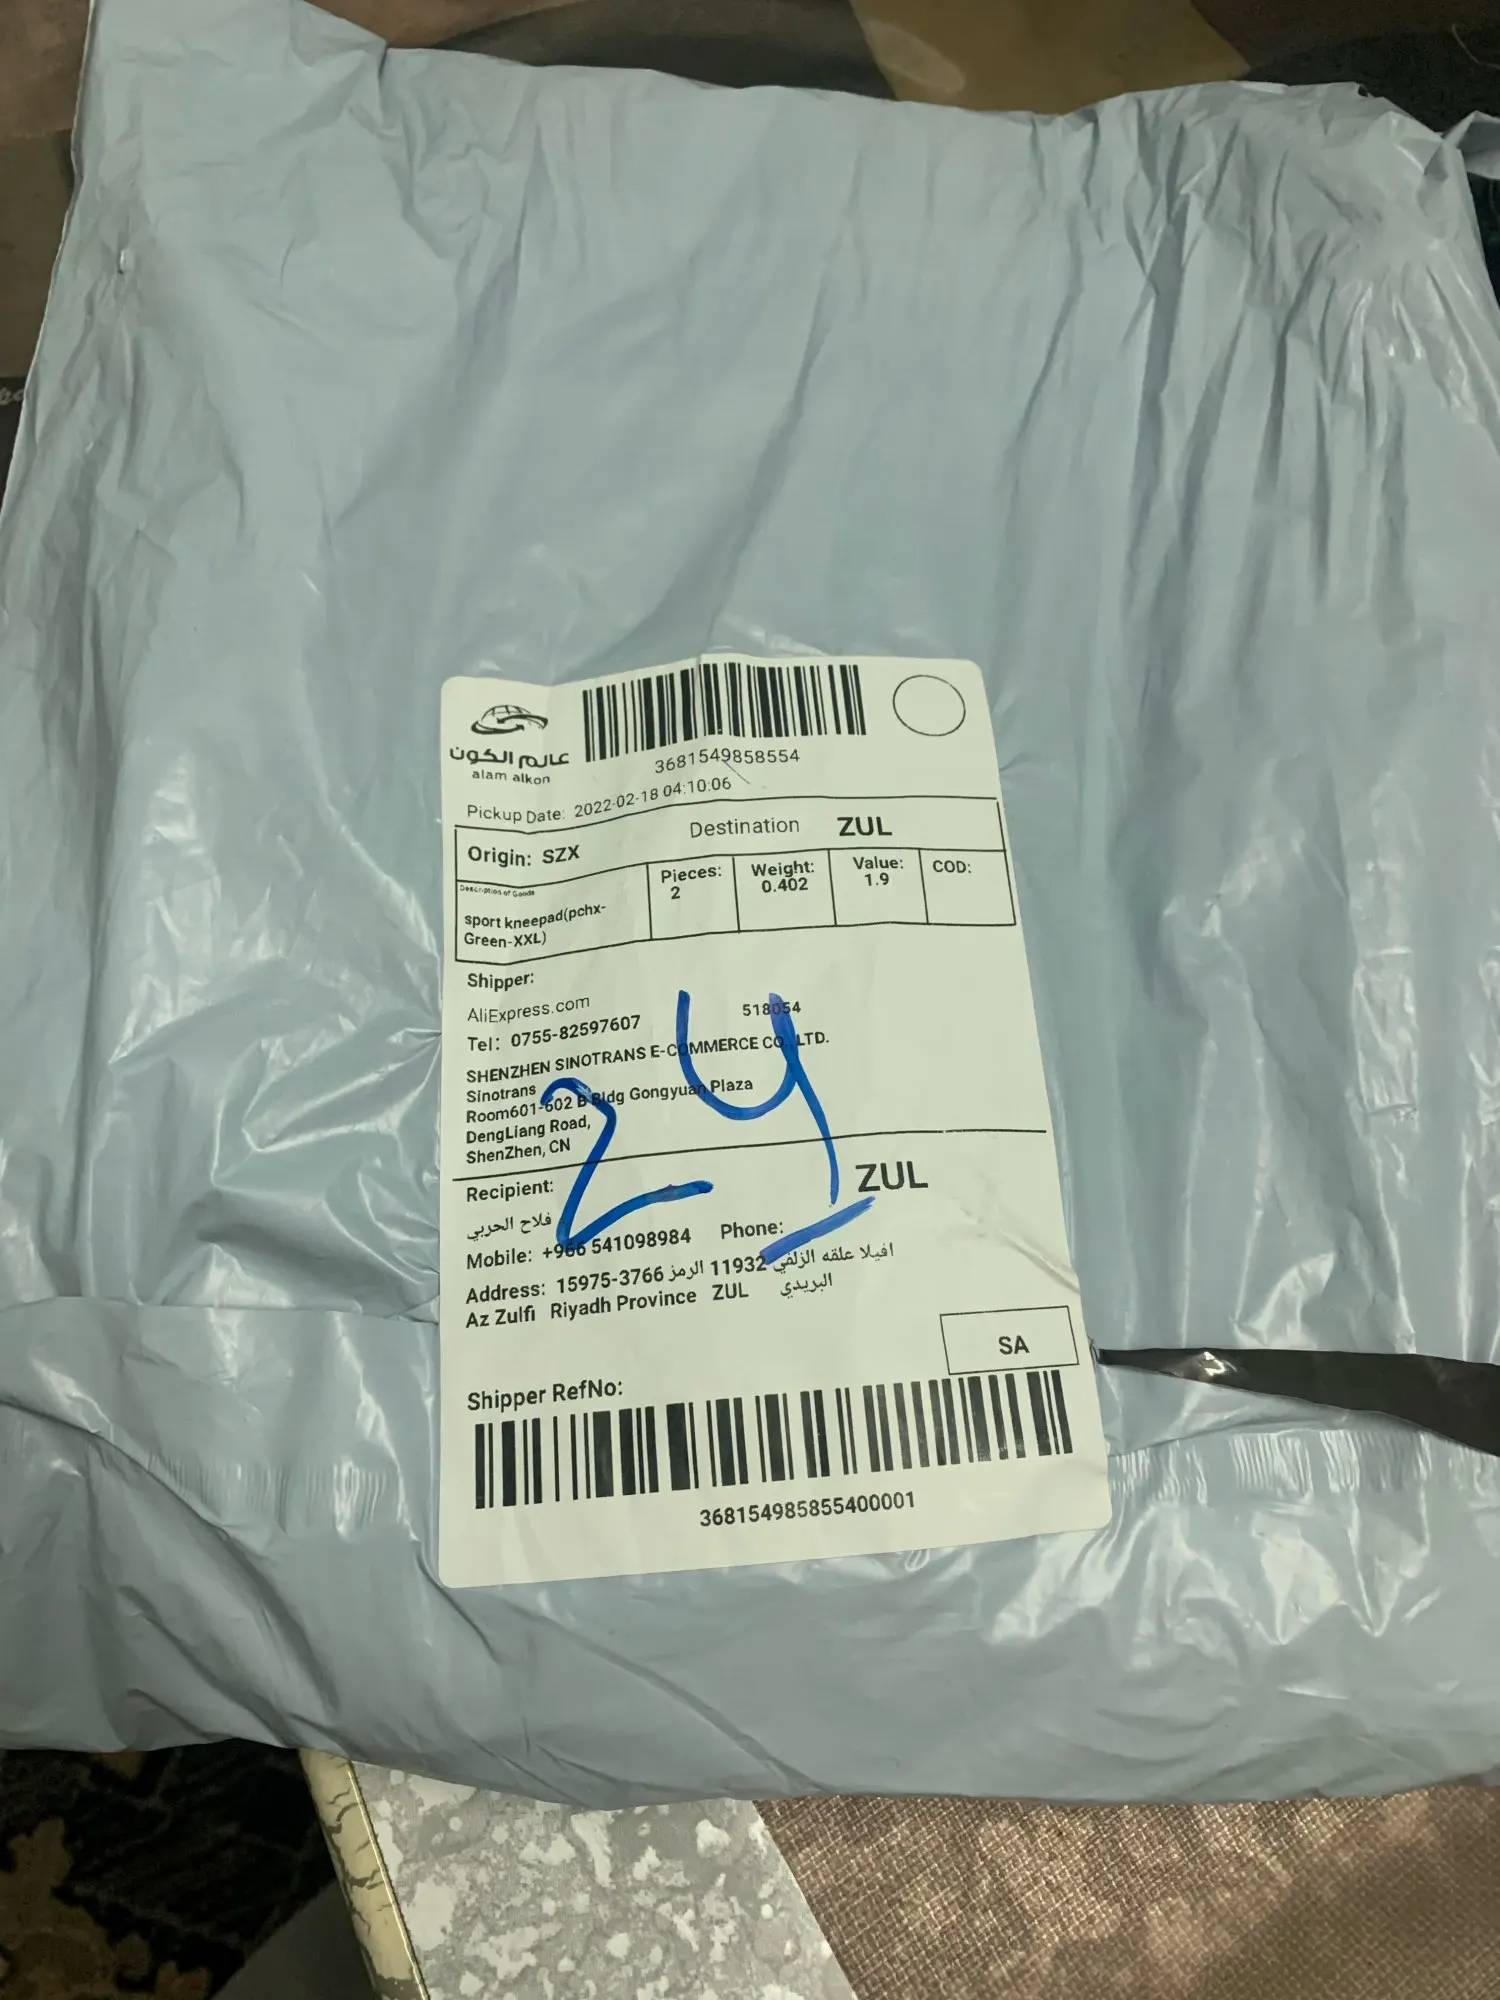 عالم الكون
alam alkon
3681549858554
Pickup Date: 2022-02-18 04:10:06
Origin: SZX
Destination ZUL
Description of Goods
sport kneepad(pchx-
Green-XXL)
Pieces:
2
Weight:
0.402
Value:
1.9
COD:
Shipper:
AliExpress.com
Tel: 0755-82597607 518054
SHENZHEN SINOTRANS E-COMMERCE CO., LTD.
Sinotrans
Room601-602 B Bldg Gongyuan Plaza
DengLiang Road,
ShenZhen, CN
24
Recipient:
ZUL
فلاح الحربي
Mobile: +966 541098984 Phone:
Address: 15975-3766 الرمز 11932 افيلا علقه الزلفي
البريدي
Az Zulfi Riyadh Province ZUL
SA
Shipper RefNo:
368154985855400001